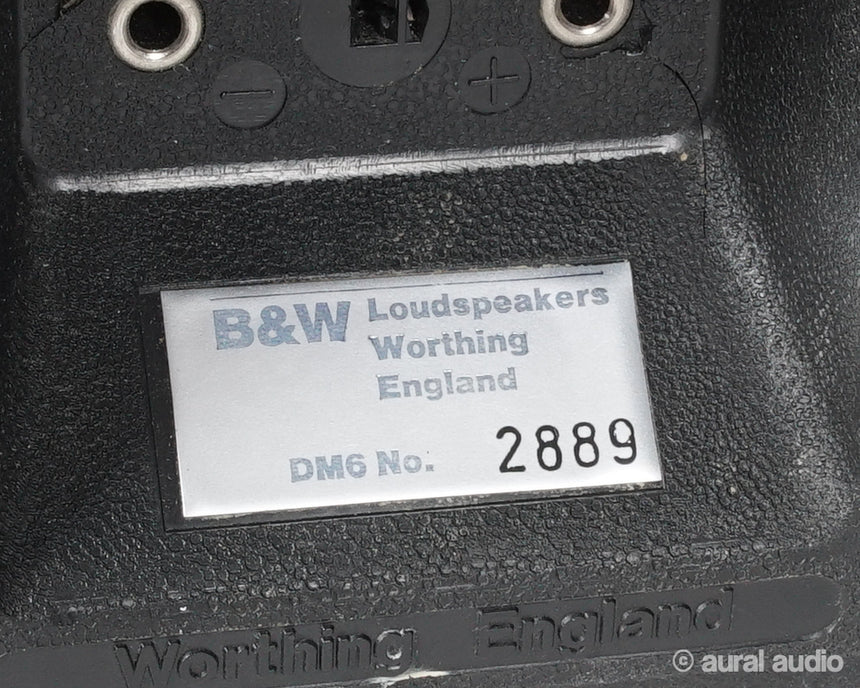 − +
B&W Loudspeakers
Worthing
England
DM6 No. 2889
Worthing England
© aural audio